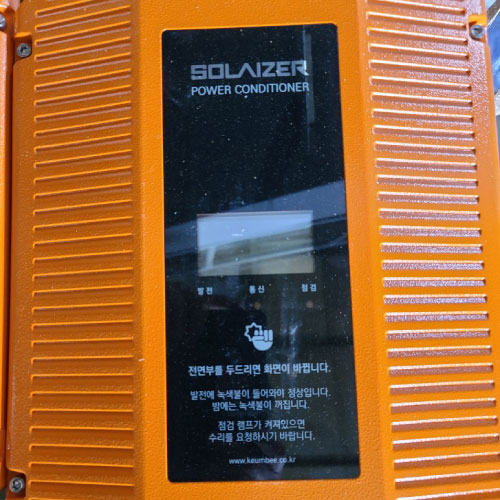 SOLAIZER
POWER CONDITIONER
발전 통신 점검
전면부를 두드리면 화면이 바뀝니다.
발전에 녹색불이 들어와야 정상입니다.
밤에는 녹색불이 꺼집니다.
점검 램프가 켜져있으면
수리를 요청하시기 바랍니다.
www.keumbee.co.kr